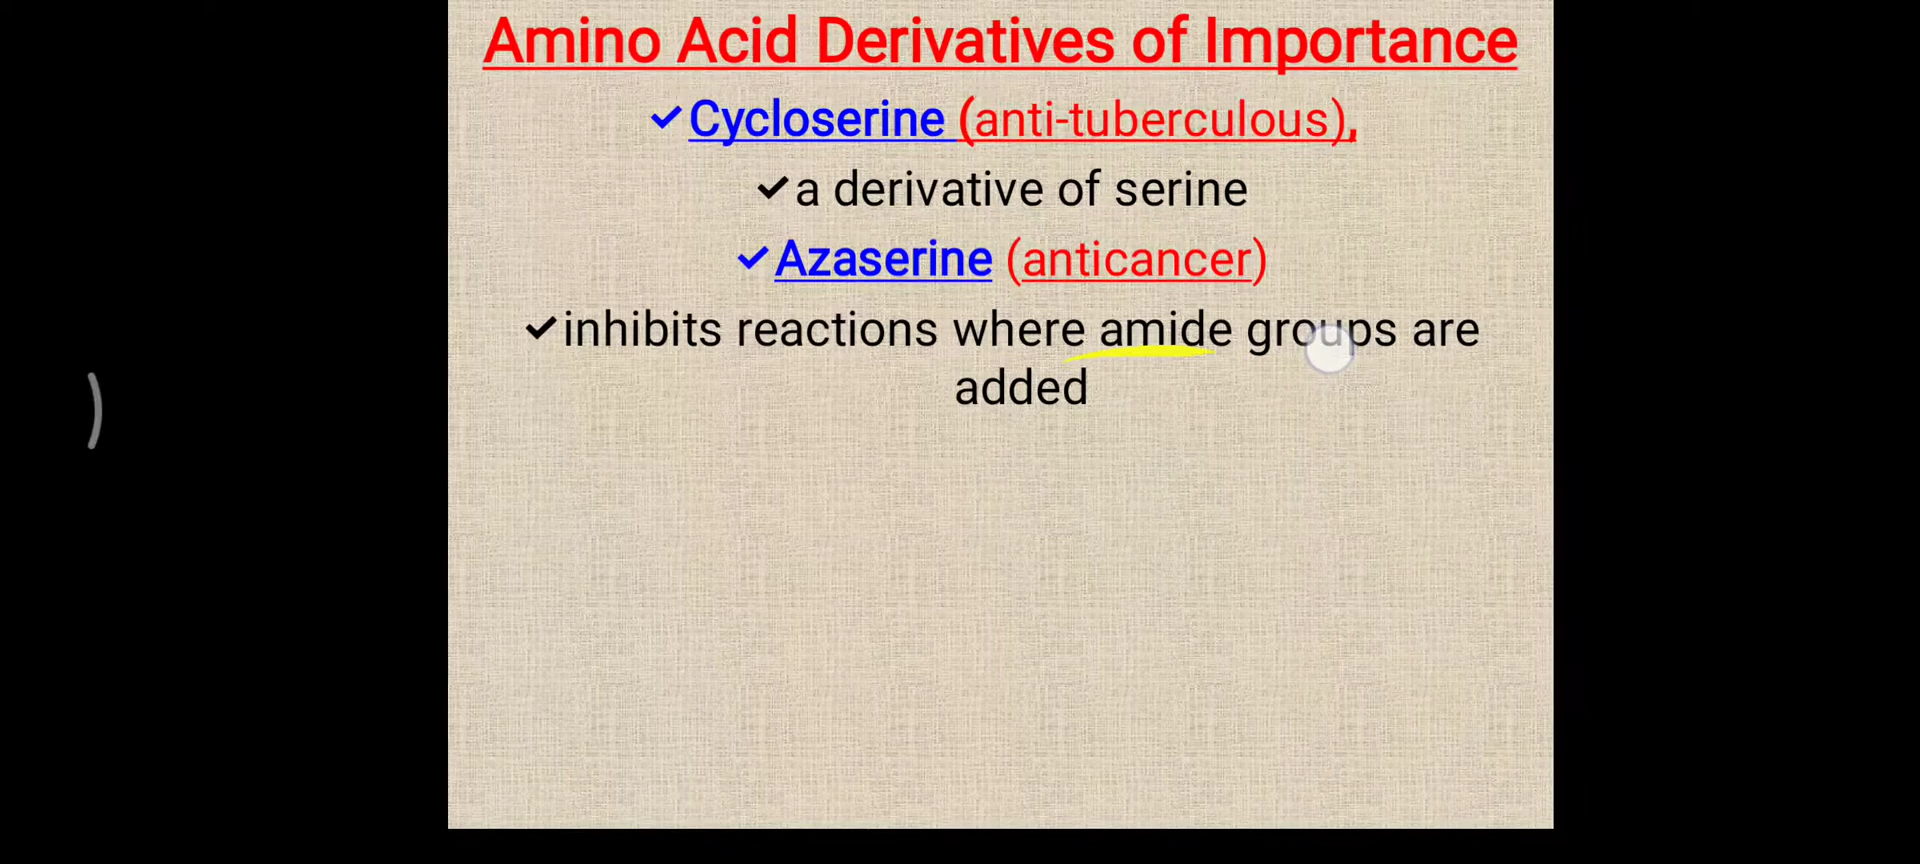 Amino Acid Derivatives of Importance
✓Cycloserine (anti-tuberculous),
✓a derivative of serine
✓Azaserine (anticancer)
✓inhibits reactions where amide groups are
added